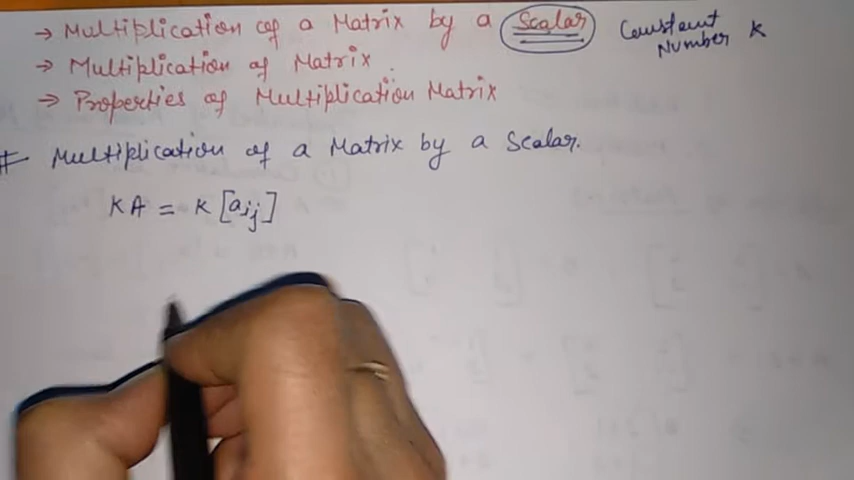 → Multiplication of a Matrix by a Scalar Constant Number K
→ Multiplication of Matrix
→ Properties of Multiplication Matrix
# Multiplication of a Matrix by a Scalar.
KA = K [aij]